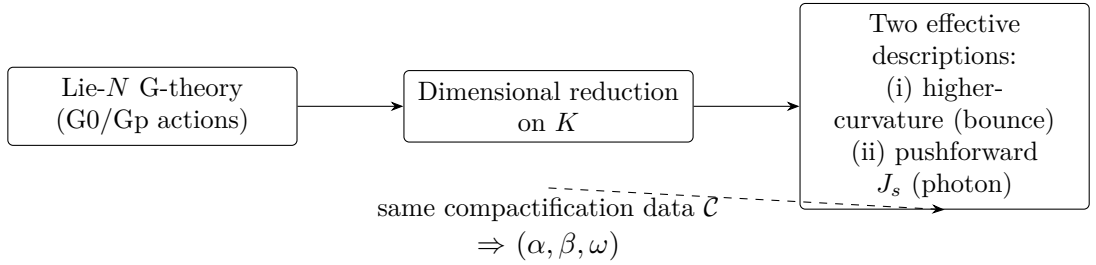 Lie-N G-theory
(G0/Gp actions)
Dimensional reduction
on K
Two effective
descriptions:
(i) higher-
curvature (bounce)
(ii) pushforward
J_s (photon)
same compactification data 𝒞
⇒ (α, β, ω)